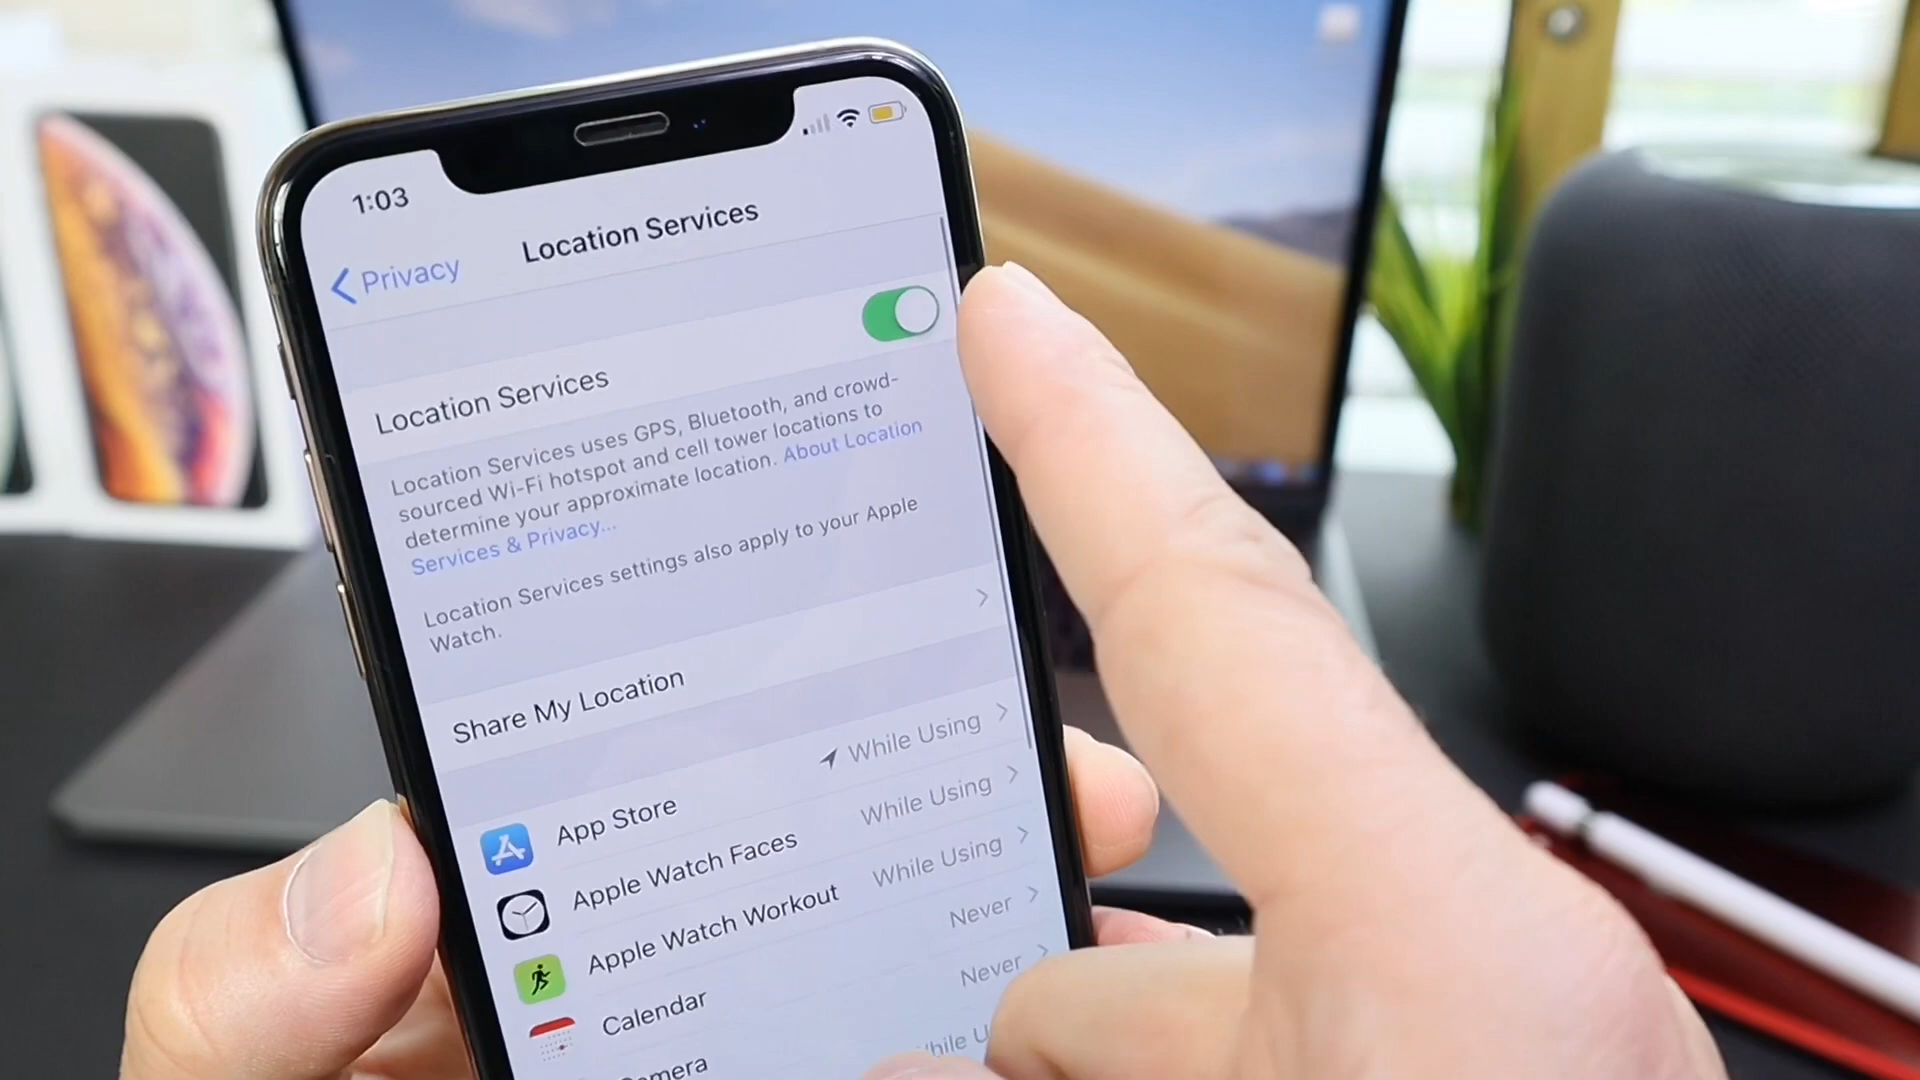 1:03
Privacy
Location Services
Location Services
Location Services uses GPS, Bluetooth, and crowd-
sourced Wi-Fi hotspot and cell tower locations to
determine your approximate location. About Location
Services & Privacy...
Location Services settings also apply to your Apple
Watch.
Share My Location
App Store While Using
Apple Watch Faces While Using
Apple Watch Workout While Using
Calendar Never
Never